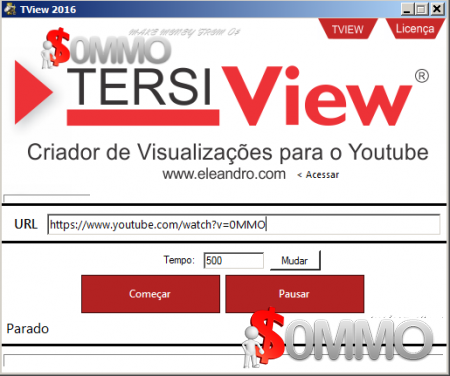 TView 2016
TVIEW
Licença
MAKE MONEY FROM 0$
$0MMO
TERSI View®
Criador de Visualizações para o Youtube
www.eleandro.com < Acessar
URL https://www.youtube.com/watch?v=0MMO
Tempo: 500 Mudar
Começar Pausar
$0MMO
Parado